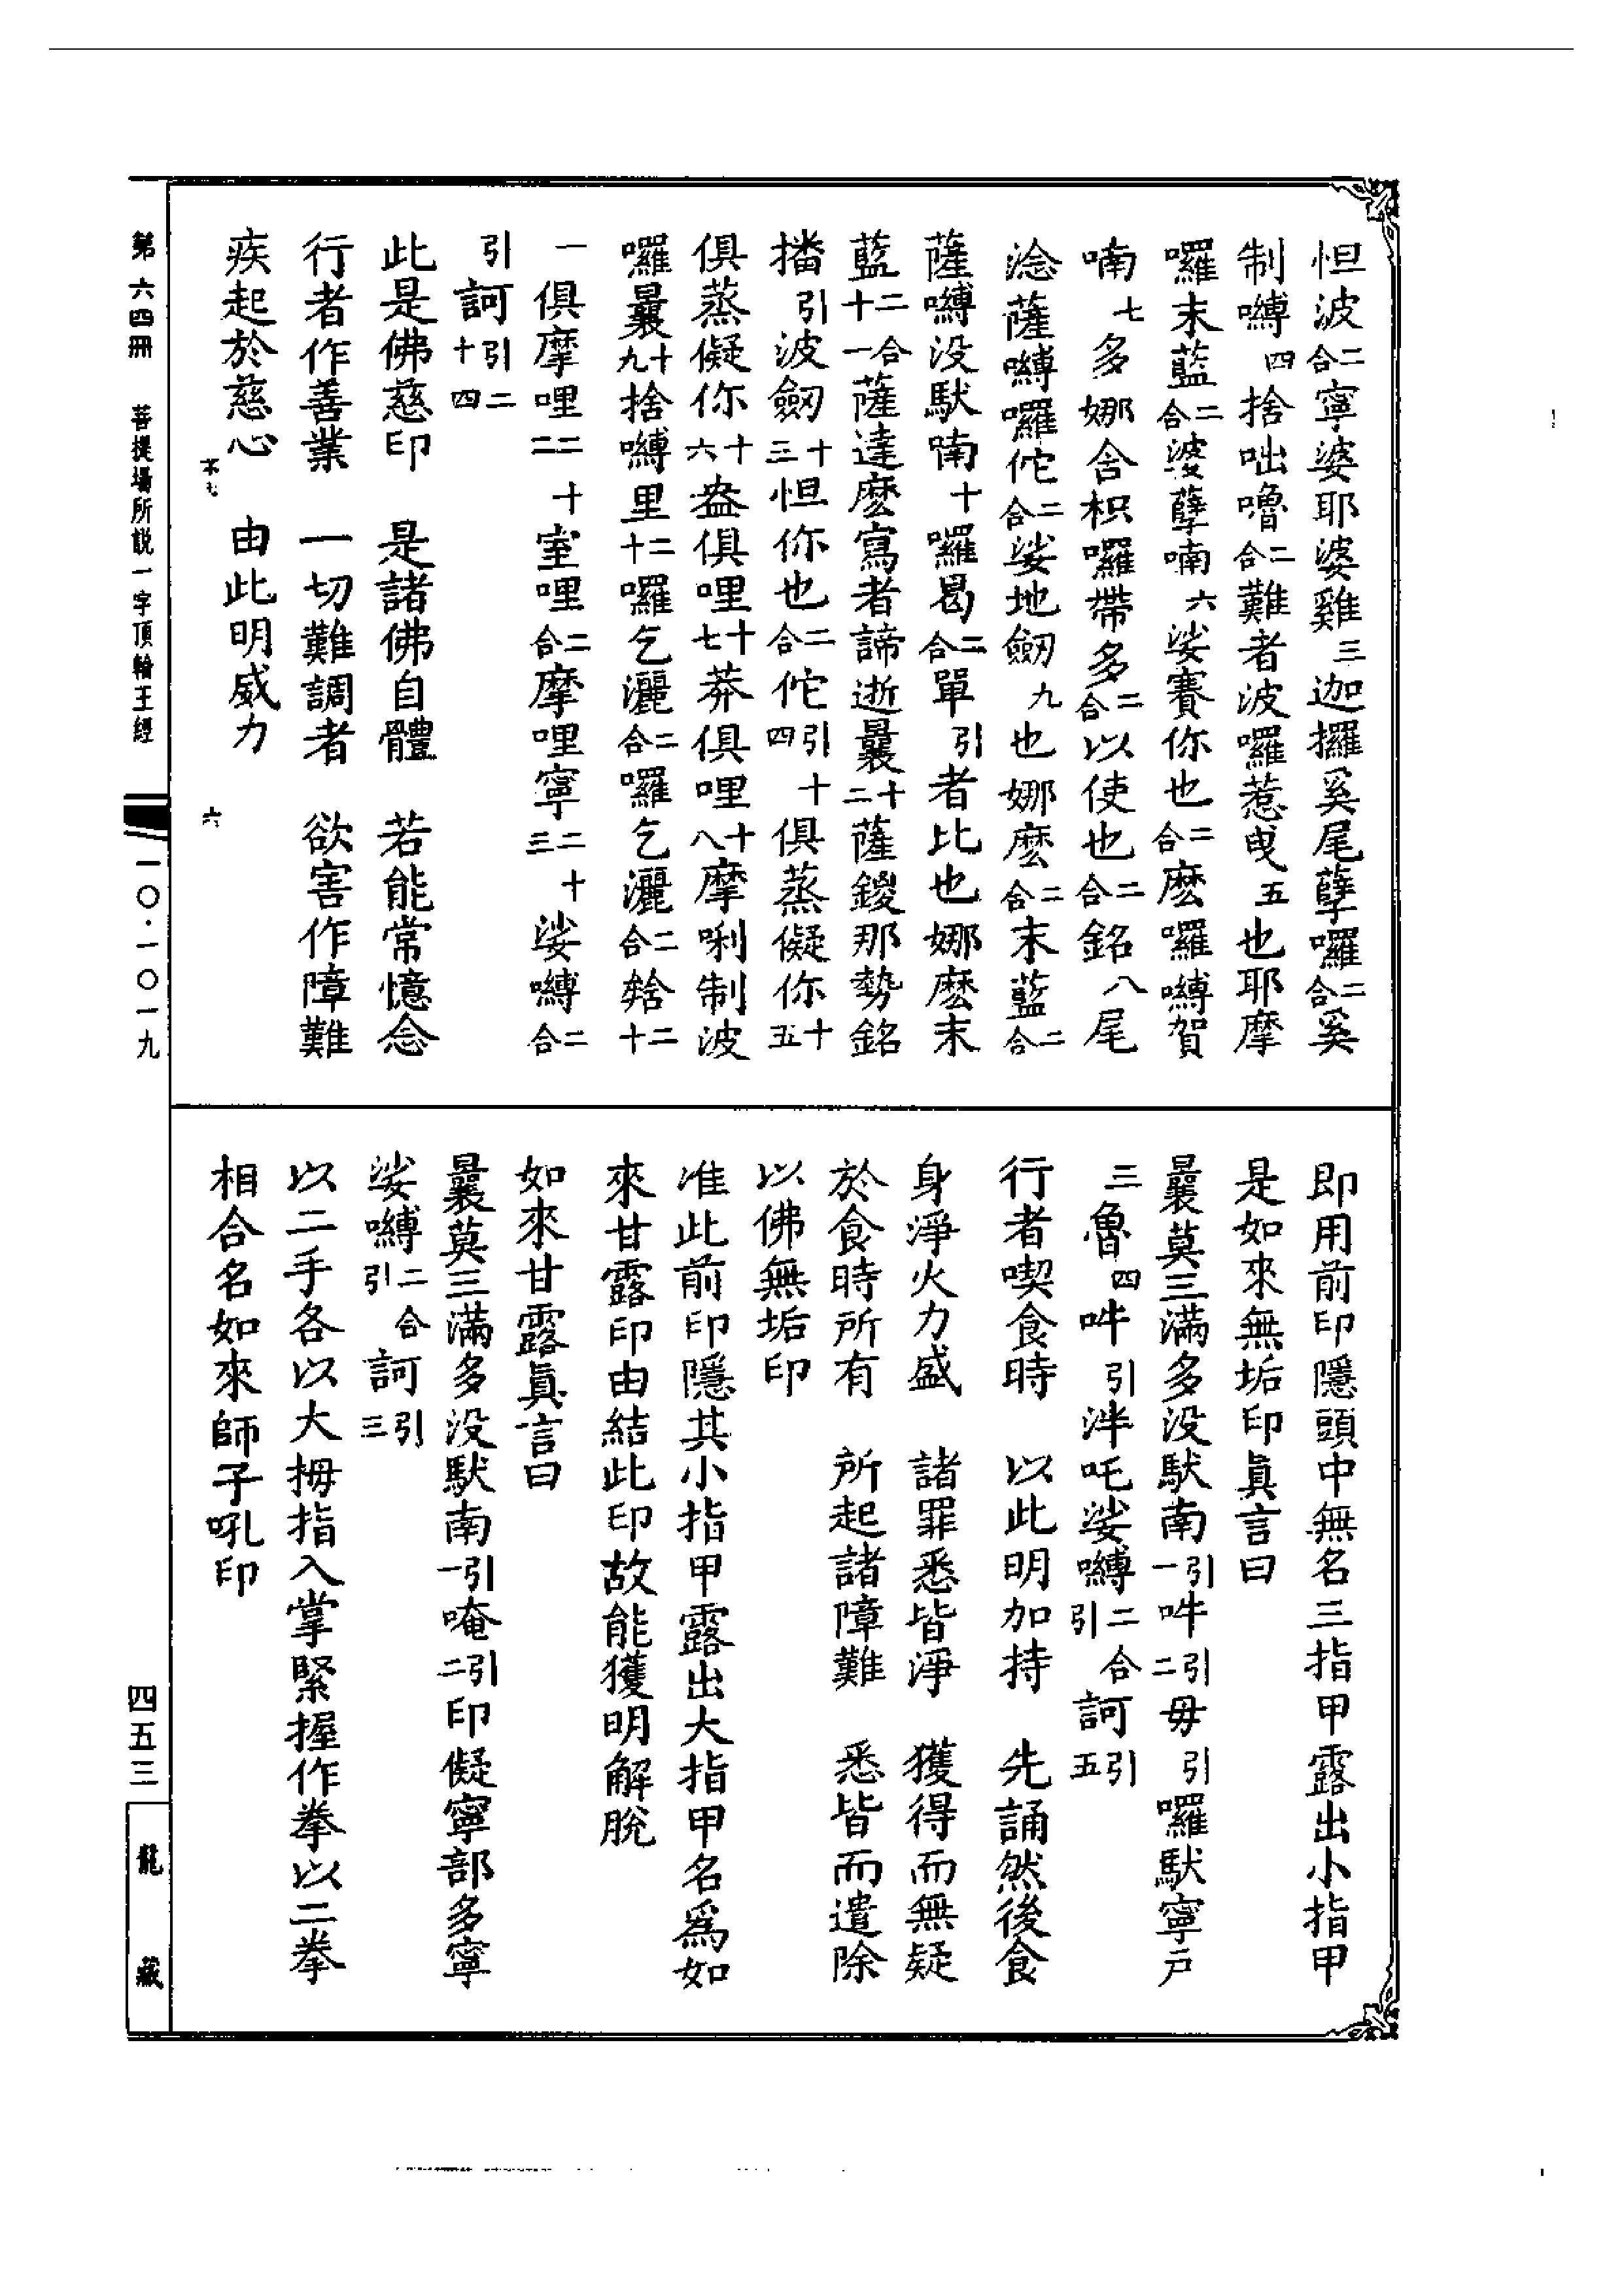 怛波二合寧婆耶婆雞三迦攞奚尾孽囉二合奚
制嚩四捨咄嚕二合難者波囉惹曳五也耶摩
囉末藍二合婆孽喃六娑賽你也二合麽囉嚩賀
喃七多娜舍枳囉帶多二合以使也二合銘八尾
淰薩嚩囉佗二合娑地劒九也娜麽二合末藍二合
薩嚩没馱喃十囉曷二合單引者比也娜麽末
藍二合十一薩達麽寫者諦逝曩十二薩鑁那勢銘
播引波劒十三怛你也二合佗引十四俱蒸儗你十五
俱蒸儗你十六盎俱哩十七莽俱哩十八摩唎制波
囉曩十九捨嚩里二十囉乞灑二合囉乞灑二合𦧅二十
一俱摩哩二十二室哩二合摩哩寧二十三娑嚩二合
引訶引二十四
此是佛慈印　是諸佛自體　若能常憶念
行者作善業　一切難調者　欲害作障難
疾起於慈心　由此明威力
即用前印隱頭中無名三指甲露出小指甲
是如來無垢印眞言曰
曩莫三滿多没馱南引一吽引二毋引囉馱寧戶
三魯四吽引泮吒娑嚩二合引訶引五
行者喫食時　以此明加持　先誦然後食
身淨火力盛　諸罪悉皆淨　獲得而無疑
於食時所有　所起諸障難　悉皆而遣除
以佛無垢印
准此前印隱其小指甲露出大指甲名爲如
來甘露印由結此印故能獲明解脫
如來甘露眞言曰
曩莫三滿多没馱南引一唵引二印儗寧部多寧
娑嚩二合引訶引三
以二手各以大拇指入掌緊握作拳以二拳
相合名如來師子吼印
第六四冊　菩提場所説一字頂輪王經　一〇·一〇一九
六
四五三
龍藏